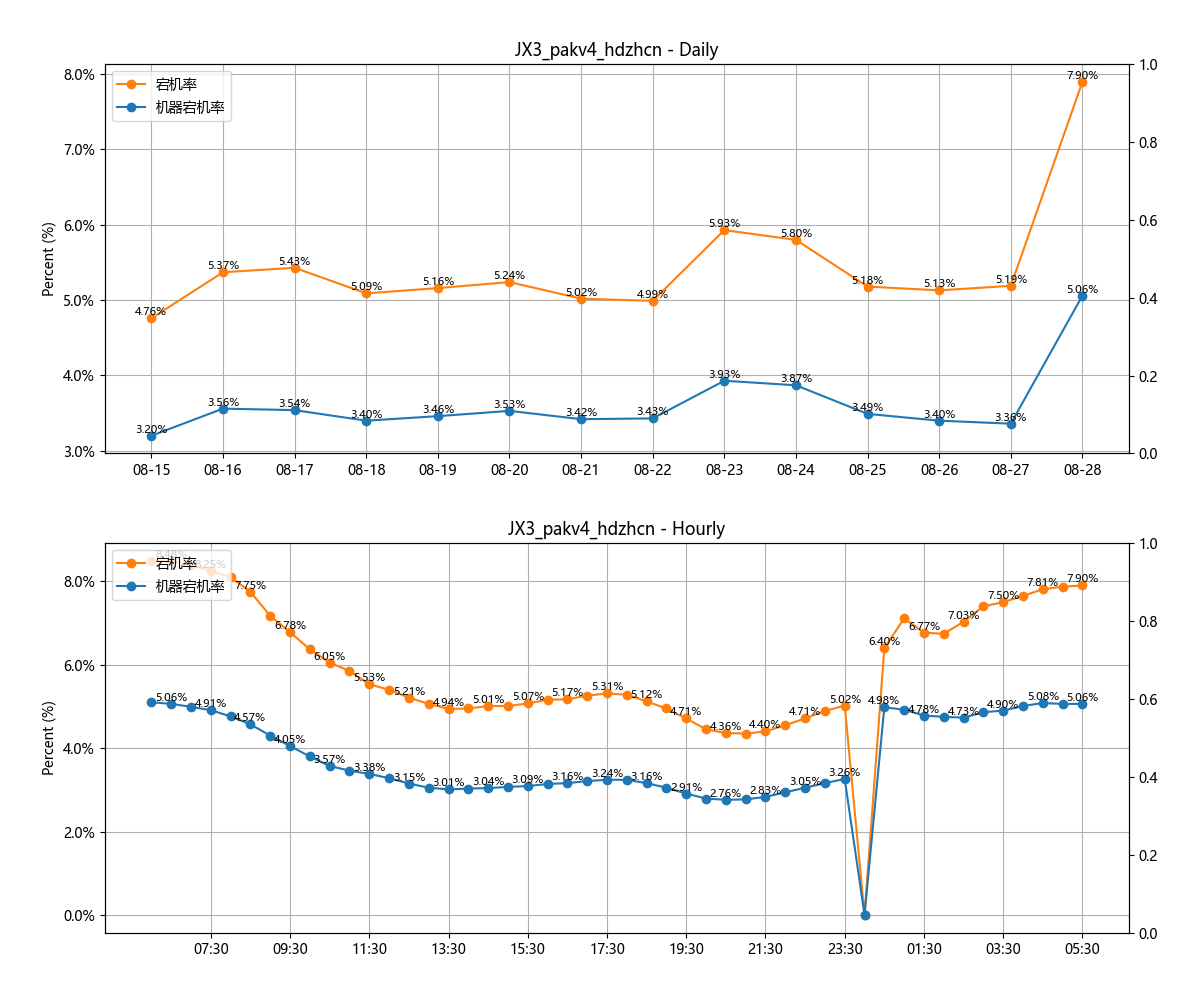 JX3_pakv4_hdzhcn - Daily
宕机率
机器宕机率
Percent (%)
8.0%
7.0%
6.0%
5.0%
4.0%
3.0%
1.0
0.8
0.6
0.4
0.2
0.0
4.76% 5.37% 5.43% 5.09% 5.16% 5.24% 5.02% 4.99% 5.93% 5.80% 5.18% 5.13% 5.19% 7.90%
3.20% 3.56% 3.54% 3.40% 3.46% 3.53% 3.42% 3.43% 3.93% 3.87% 3.49% 3.40% 3.36% 5.06%
08-15 08-16 08-17 08-18 08-19 08-20 08-21 08-22 08-23 08-24 08-25 08-26 08-27 08-28
JX3_pakv4_hdzhcn - Hourly
宕机率
机器宕机率
Percent (%)
8.0%
6.0%
4.0%
2.0%
0.0%
1.0
0.8
0.6
0.4
0.2
0.0
8.48% 8.25% 7.75% 6.78% 6.05% 5.53% 5.21% 4.94% 5.01% 5.07% 5.17% 5.31% 5.12% 4.71% 4.36% 4.40% 4.71% 5.02% 6.40% 6.77% 7.03% 7.50% 7.81% 7.90%
5.06% 4.91% 4.57% 4.05% 3.57% 3.38% 3.15% 3.01% 3.04% 3.09% 3.16% 3.24% 3.16% 2.91% 2.76% 2.83% 3.05% 3.26% 4.98% 4.78% 4.73% 4.90% 5.08% 5.06%
07:30 09:30 11:30 13:30 15:30 17:30 19:30 21:30 23:30 01:30 03:30 05:30